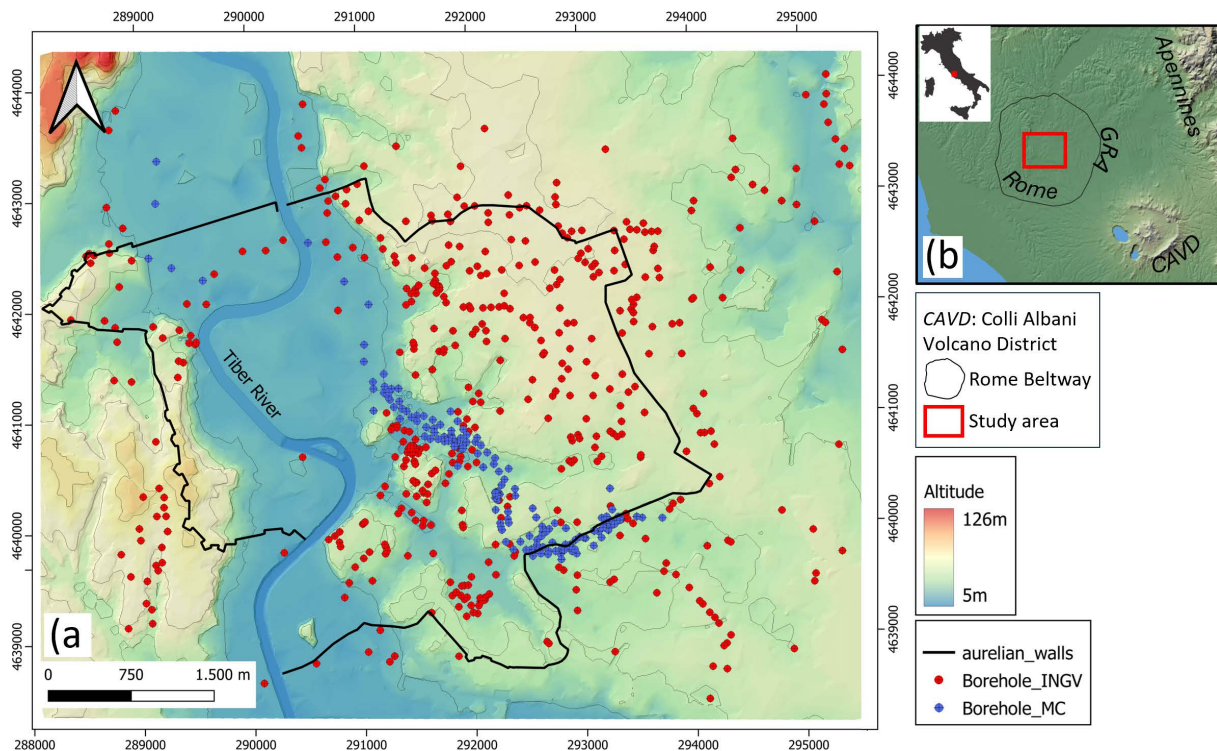 289000 290000 291000 292000 293000 294000 295000
4644000
4643000
4642000
4641000
4640000
4639000
Tiber River
(a)
0 750 1.500 m
4644000
4643000
4642000
4641000
4640000
4639000
288000 289000 290000 291000 292000 293000 294000 295000
Apennines
GRA
Rome
CAVD
(b)
CAVD: Colli Albani
Volcano District
Rome Beltway
Study area
Altitude
126m
5m
aurelian_walls
Borehole_INGV
Borehole_MC